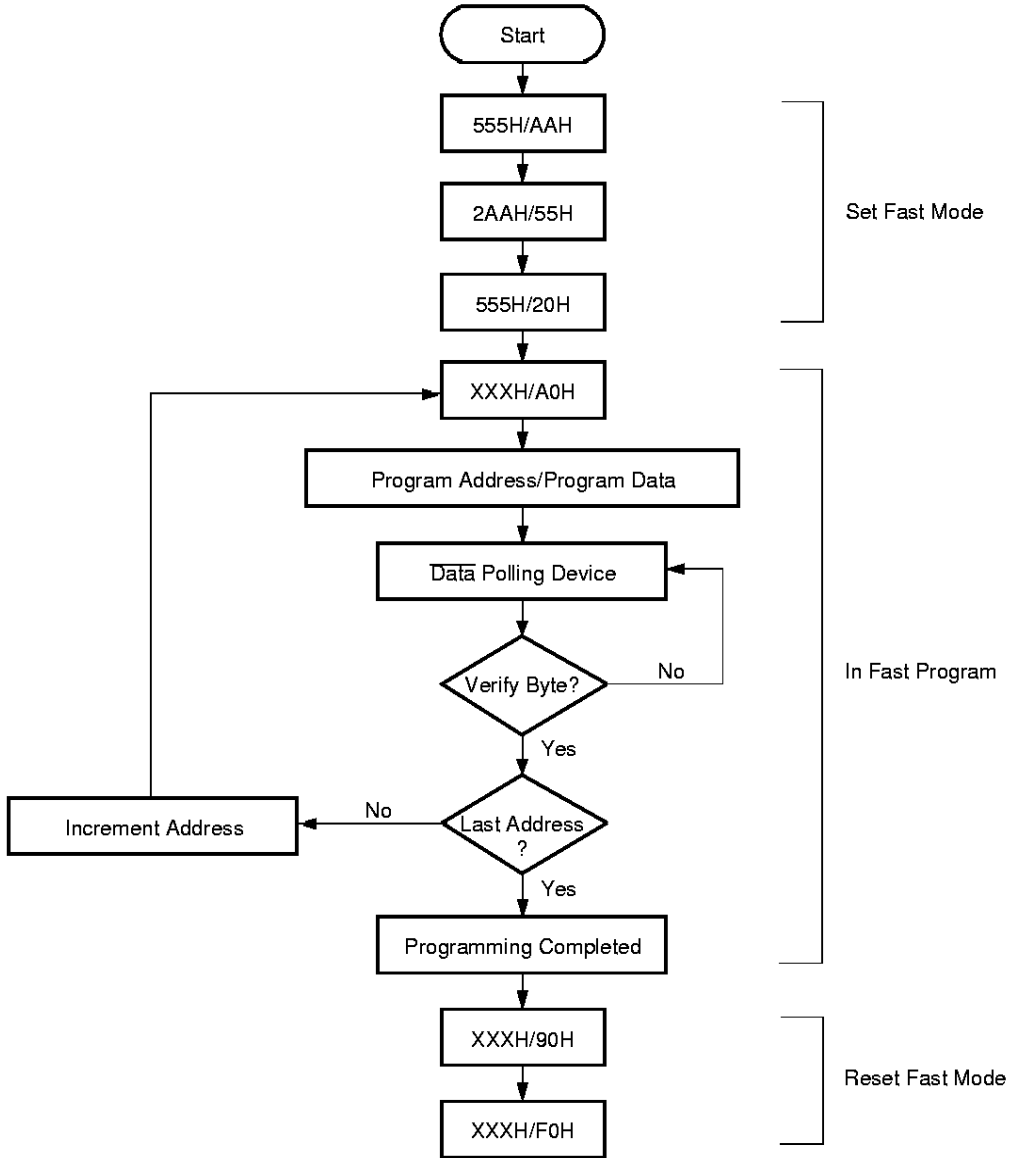 Start
555H/AAH
2AAH/55H
Set Fast Mode
555H/20H
XXXH/A0H
Program Address/Program Data
Data Polling Device
Verify Byte?
No
In Fast Program
Yes
Last Address
?
No
Increment Address
Yes
Programming Completed
XXXH/90H
Reset Fast Mode
XXXH/F0H